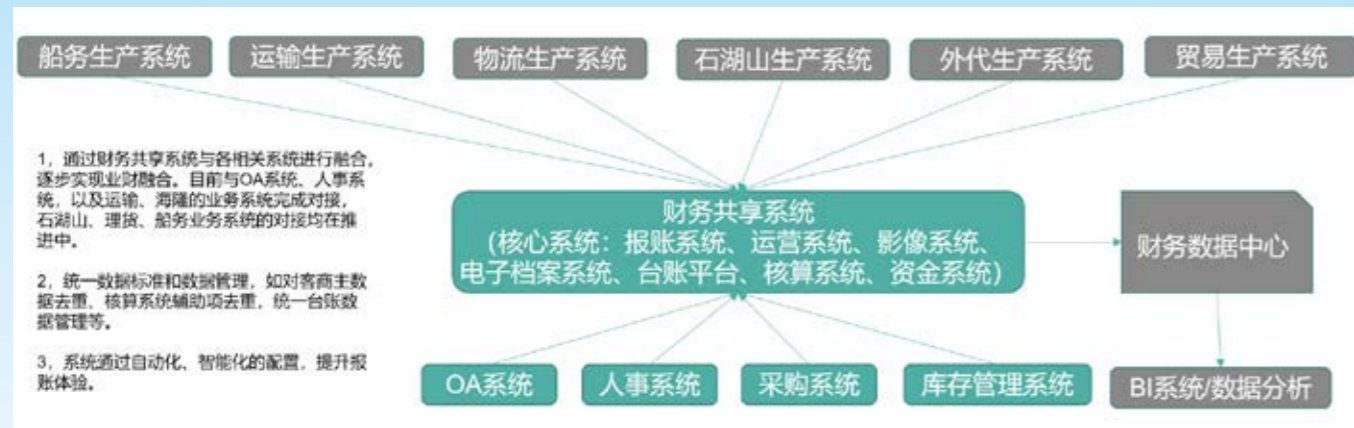 船务生产系统
运输生产系统
物流生产系统
石湖山生产系统
外代生产系统
贸易生产系统
1，通过财务共享系统与各相关系统进行融合，
逐步实现业财融合。目前与OA系统、人事系
统，以及运输、海隆的业务系统完成对接，
石湖山、理货、船务业务系统的对接均在推
进中。
2，统一数据标准和数据管理，如对客商主数
据去重、核算系统辅助项去重，统一台账数
据管理等。
3，系统通过自动化、智能化的配置，提升报
账体验。
财务共享系统
（核心系统：报账系统、运营系统、影像系统、
电子档案系统、台账平台、核算系统、资金系统）
财务数据中心
OA系统
人事系统
采购系统
库存管理系统
BI系统/数据分析